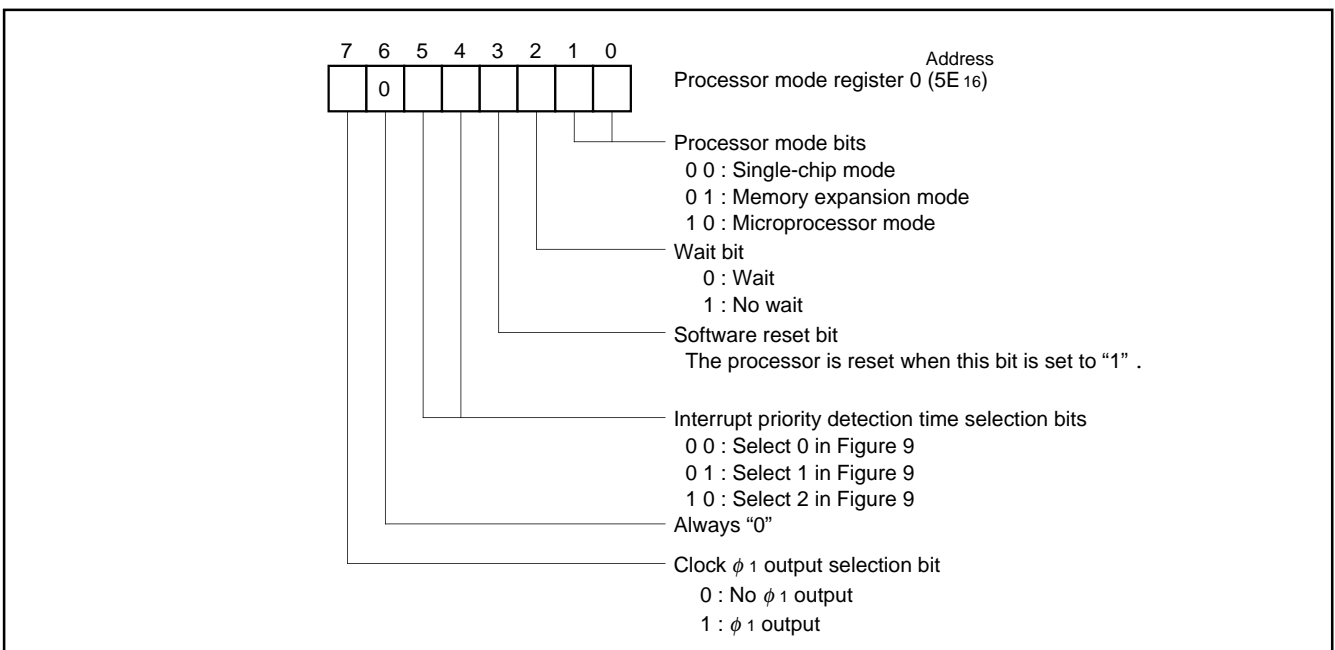 7 6 5 4 3 2 1 0
Address
Processor mode register 0 (5E 16)
0
Processor mode bits
0 0 : Single-chip mode
0 1 : Memory expansion mode
1 0 : Microprocessor mode
Wait bit
0 : Wait
1 : No wait
Software reset bit
The processor is reset when this bit is set to “1” .
Interrupt priority detection time selection bits
0 0 : Select 0 in Figure 9
0 1 : Select 1 in Figure 9
1 0 : Select 2 in Figure 9
Always “0”
Clock ϕ 1 output selection bit
0 : No ϕ 1 output
1 : ϕ 1 output